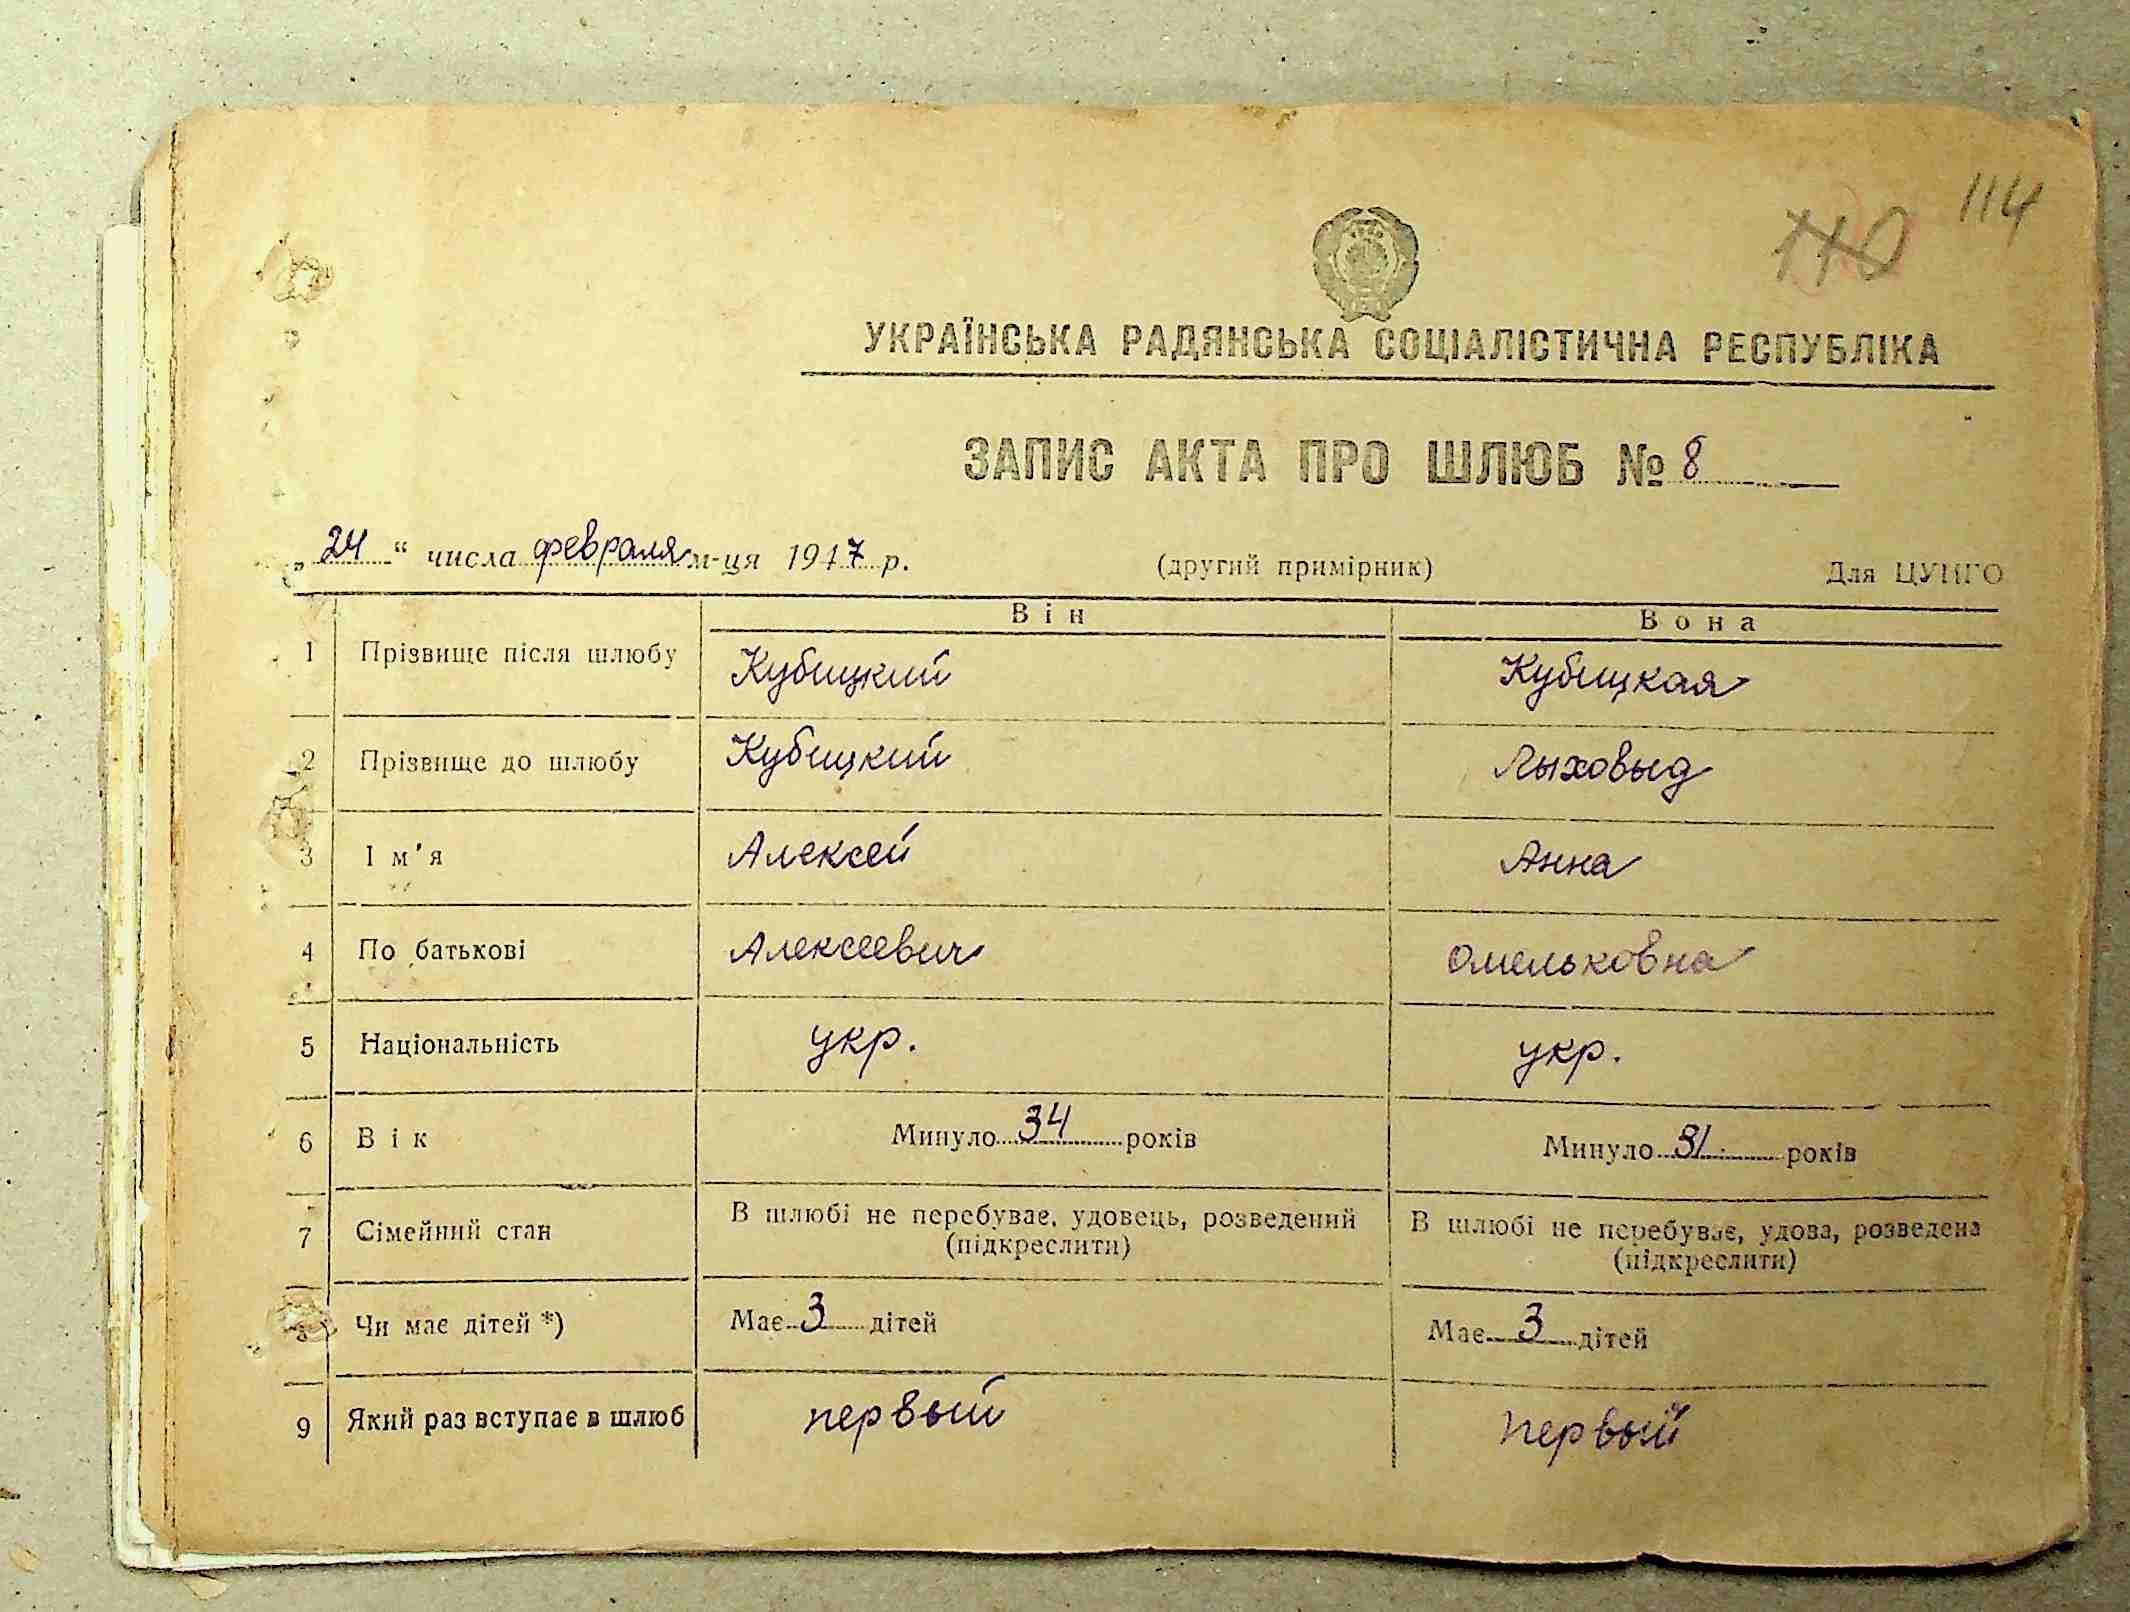 114
110
УКРАЇНСЬКА РАДЯНСЬКА СОЦІАЛІСТИЧНА РЕСПУБЛІКА
ЗАПИС АКТА ПРО ШЛЮБ № 8
„24“ числа февраля м-ця 1947 р. (другий примірник) Для ЦУНГО
Він Вона
1 Прізвище після шлюбу Кубицкий Кубицкая
2 Прізвище до шлюбу Кубицкий Лыховыд
3 Ім'я Алексей Анна
4 По батькові Алексеевич Омельковна
5 Національність укр. укр.
6 Вік Минуло 34 років Минуло 31 років
7 Сімейний стан В шлюбі не перебуває, удовець, розведений В шлюбі не перебуває, удова, розведена
(підкреслити) (підкреслити)
8 Чи має дітей *) Має 3 дітей Має 3 дітей
9 Який раз вступає в шлюб первый первый